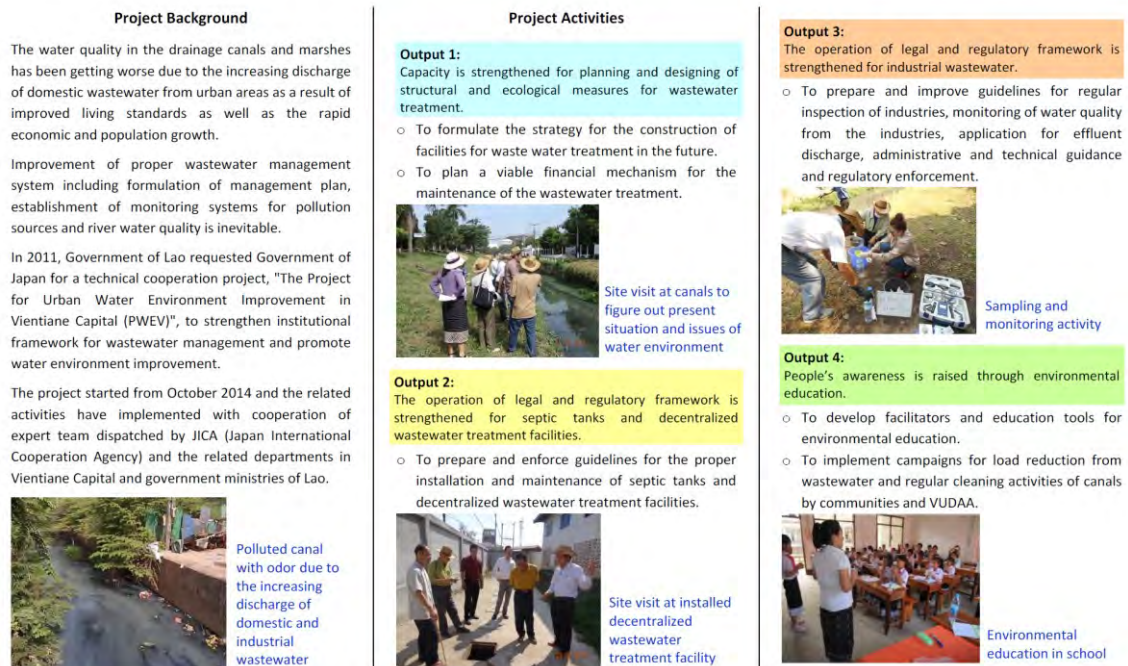 Project Background
The water quality in the drainage canals and marshes
has been getting worse due to the increasing discharge
of domestic wastewater from urban areas as a result of
improved living standards as well as the rapid
economic and population growth.
Improvement of proper wastewater management
system including formulation of management plan,
establishment of monitoring systems for pollution
sources and river water quality is inevitable.
In 2011, Government of Lao requested Government of
Japan for a technical cooperation project, "The Project
for Urban Water Environment Improvement in
Vientiane Capital (PWEV)", to strengthen institutional
framework for wastewater management and promote
water environment improvement.
The project started from October 2014 and the related
activities have implemented with cooperation of
expert team dispatched by JICA (Japan International
Cooperation Agency) and the related departments in
Vientiane Capital and government ministries of Lao.
Polluted canal
with odor due to
the increasing
discharge of
domestic and
industrial
wastewater
Project Activities
Output 1:
Capacity is strengthened for planning and designing of
structural and ecological measures for wastewater
treatment.
○ To formulate the strategy for the construction of
facilities for waste water treatment in the future.
○ To plan a viable financial mechanism for the
maintenance of the wastewater treatment.
Site visit at canals to
figure out present
situation and issues of
water environment
Output 2:
The operation of legal and regulatory framework is
strengthened for septic tanks and decentralized
wastewater treatment facilities.
○ To prepare and enforce guidelines for the proper
installation and maintenance of septic tanks and
decentralized wastewater treatment facilities.
Site visit at installed
decentralized
wastewater
treatment facility
Output 3:
The operation of legal and regulatory framework is
strengthened for industrial wastewater.
○ To prepare and improve guidelines for regular
inspection of industries, monitoring of water quality
from the industries, application for effluent
discharge, administrative and technical guidance
and regulatory enforcement.
Sampling and
monitoring activity
Output 4:
People's awareness is raised through environmental
education.
○ To develop facilitators and education tools for
environmental education.
○ To implement campaigns for load reduction from
wastewater and regular cleaning activities of canals
by communities and VUDAA.
Environmental
education in school